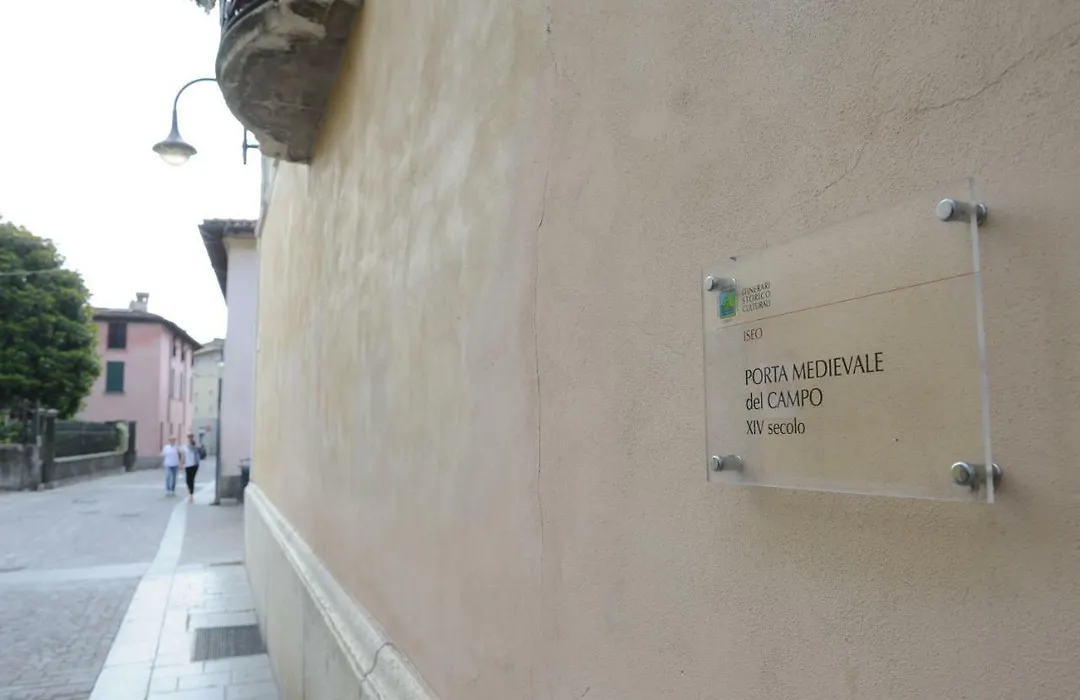 ITINERARI
STORICO
CULTURALI
ISEO
PORTA MEDIEVALE
del CAMPO
XIV secolo